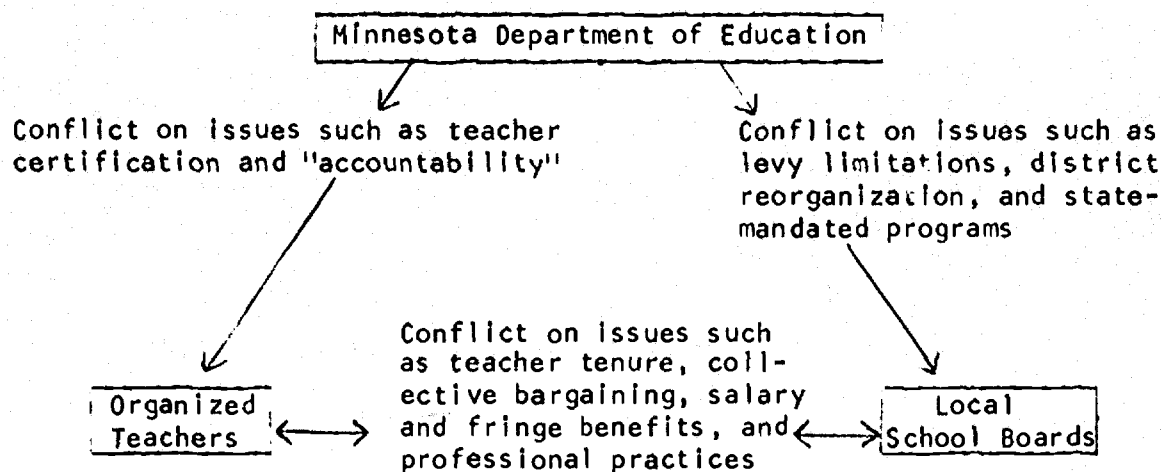 Minnesota Department of Education
Conflict on issues such as teacher
certification and "accountability"
Conflict on issues such as
levy limitations, district
reorganization, and state-
mandated programs
Conflict on issues such
as teacher tenure, coll-
ective bargaining, salary
and fringe benefits, and
professional practices
Organized
Teachers
Local
School Boards